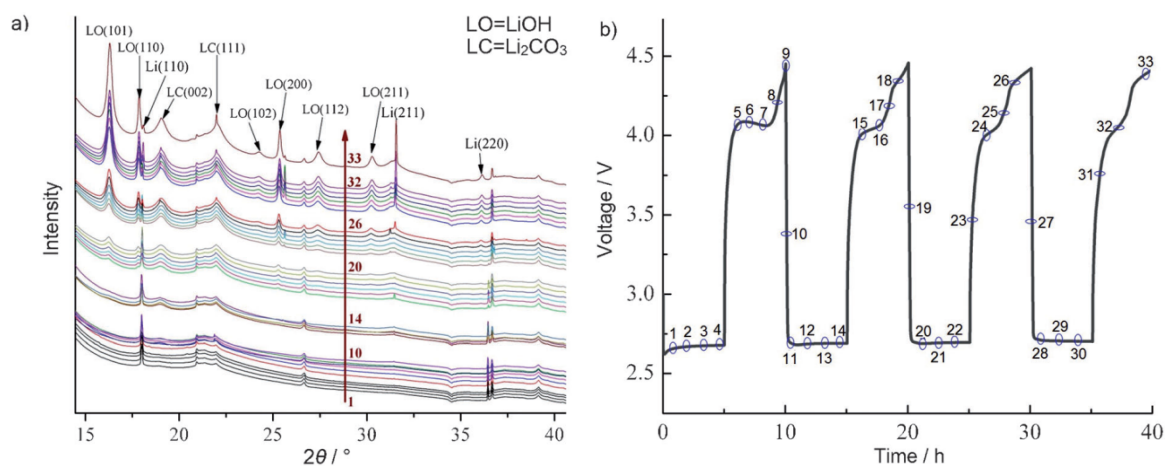 a)
LO=LiOH
LC=Li₂CO₃
LO(101)
LO(110)
Li(110)
LC(002)
LC(111)
LO(102)
LO(200)
LO(112)
LO(211)
Li(211)
Li(220)
33
32
26
20
14
10
1
Intensity
15 20 25 30 35 40
2θ / °
b)
4.5
4.0
3.5
3.0
2.5
Voltage / V
1 2 3 4
5 6 7 8 9
10
11 12 13 14
15 16 17 18
19
20 21 22
23 24 25 26
27
28 29 30
31 32 33
0 10 20 30 40
Time / h